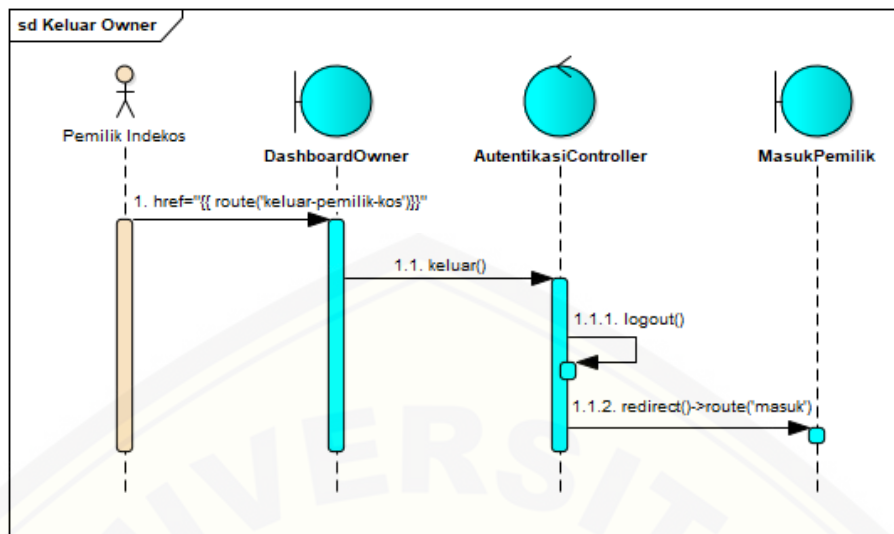 sd Keluar Owner
Pemilik Indekos
DashboardOwner
AutentikasiController
MasukPemilik
1. href="{{ route('keluar-pemilik-kos')}}"
1.1. keluar()
1.1.1. logout()
1.1.2. redirect()->route('masuk')
UNIVERSIT